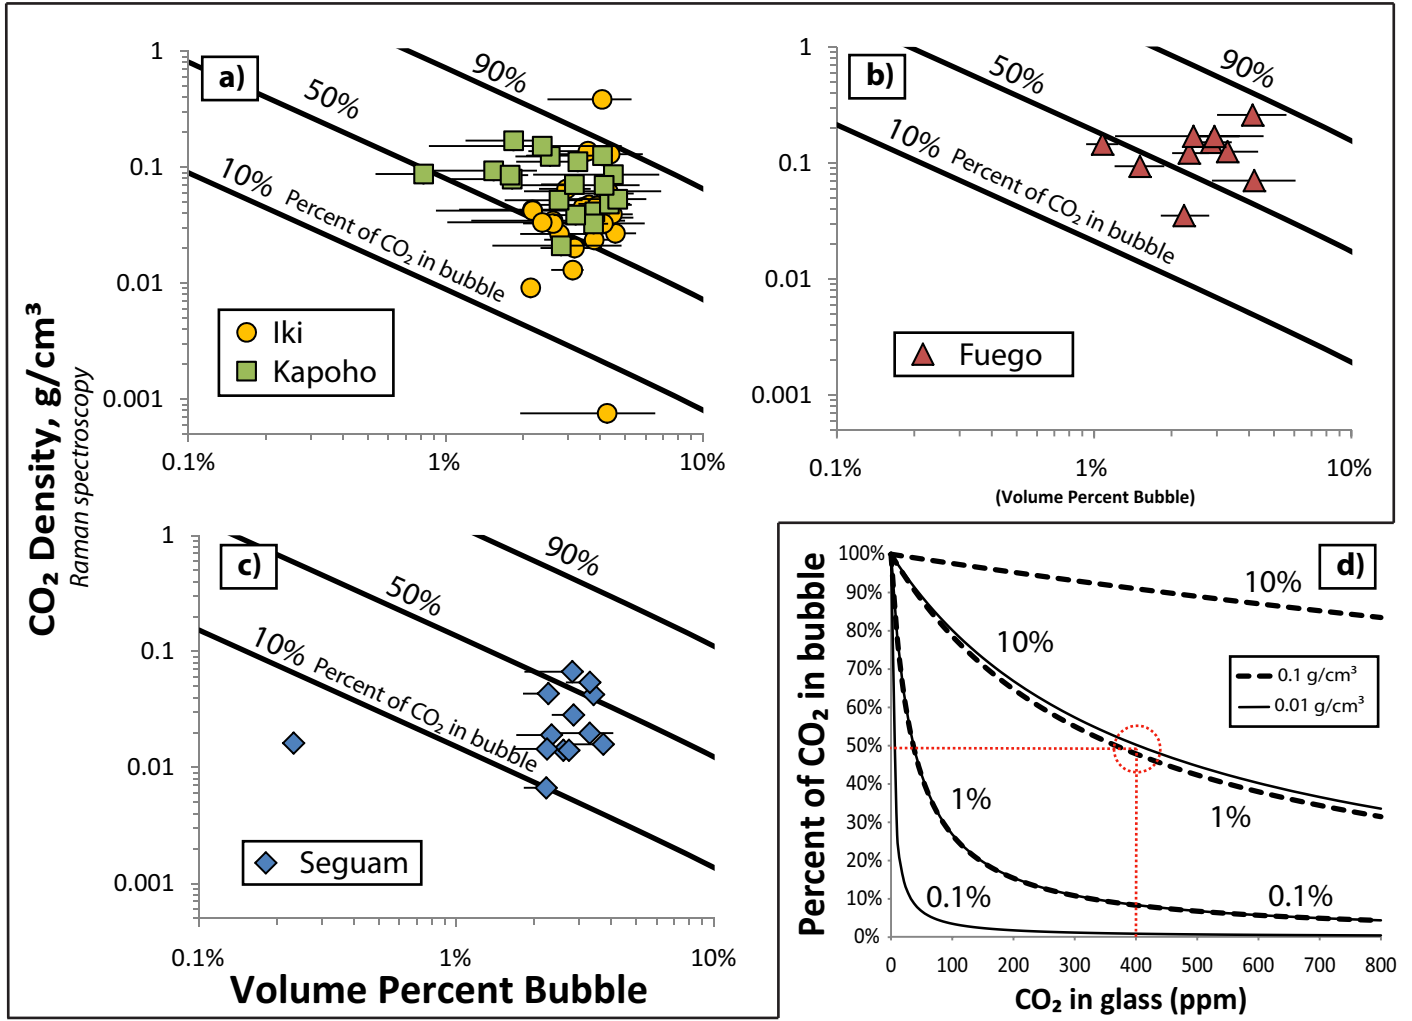 CO₂ Density, g/cm³
Raman spectroscopy
a)
1
0.1
0.01
0.001
0.1%
1%
10%
90%
50%
10% Percent of CO₂ in bubble
Iki
Kapoho
b)
1
0.1
0.01
0.001
0.1%
1%
10%
(Volume Percent Bubble)
90%
50%
10% Percent of CO₂ in bubble
Fuego
c)
1
0.1
0.01
0.001
0.1%
1%
10%
90%
50%
10% Percent of CO₂ in bubble
Seguam
Volume Percent Bubble
d)
Percent of CO₂ in bubble
100%
90%
80%
70%
60%
50%
40%
30%
20%
10%
0%
10%
10%
0.1 g/cm³
0.01 g/cm³
1%
1%
0.1%
0.1%
0 100 200 300 400 500 600 700 800
CO₂ in glass (ppm)